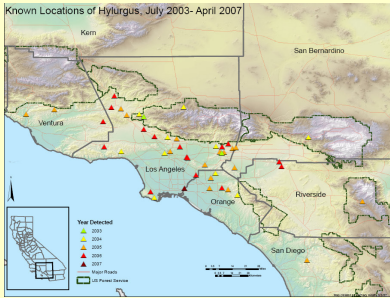 Known Locations of Hylurgus, July 2003- April 2007
Kern
San Bernardino
Ventura
Los Angeles
Orange
Riverside
San Diego
Year Detected
2003
2004
2005
2006
2007
Major Roads
US Forest Service